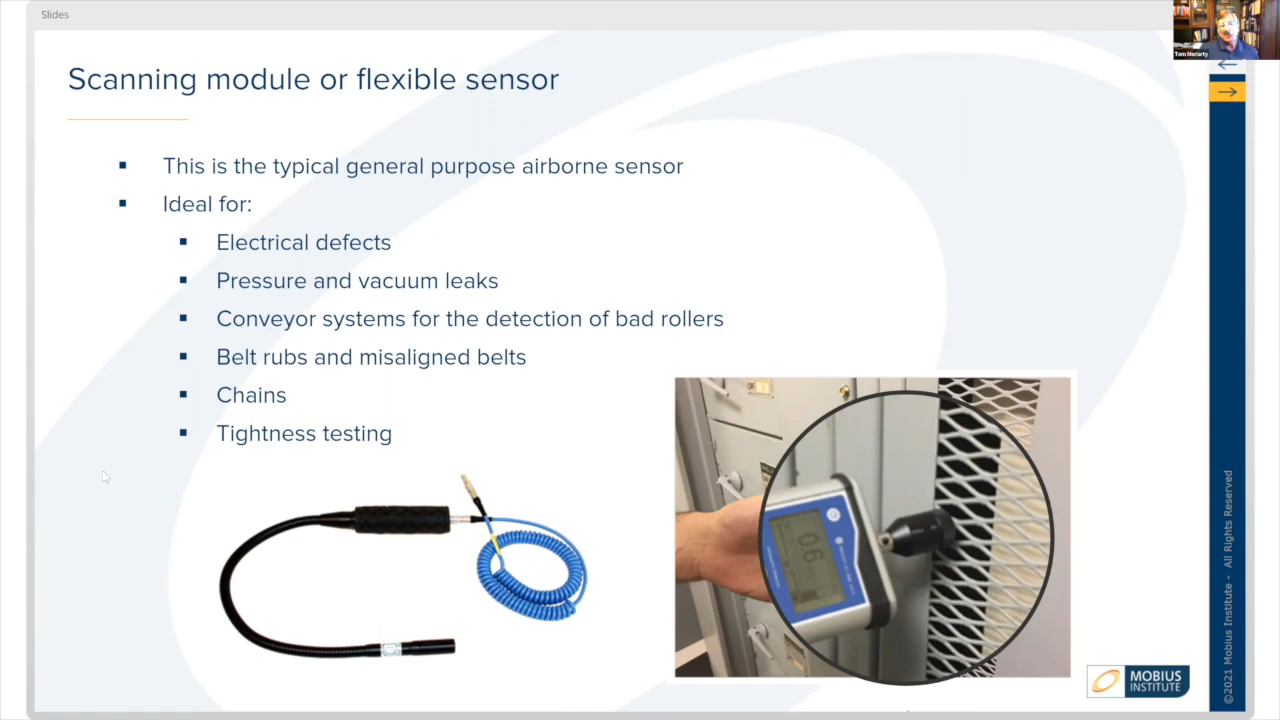 Slides
Tom Moriarty
Scanning module or flexible sensor
This is the typical general purpose airborne sensor
Ideal for:
Electrical defects
Pressure and vacuum leaks
Conveyor systems for the detection of bad rollers
Belt rubs and misaligned belts
Chains
Tightness testing
MOBIUS
INSTITUTE
©2021 Mobius Institute - All Rights Reserved